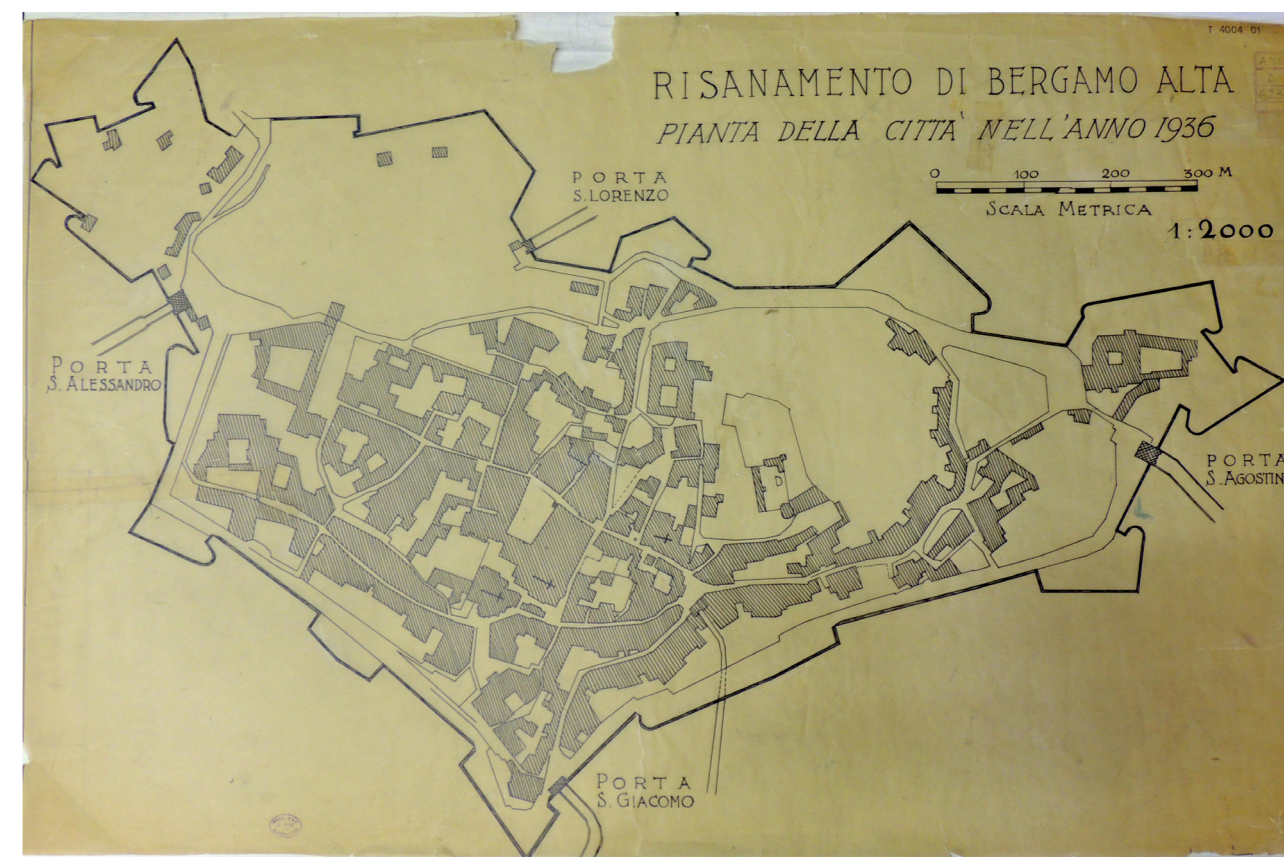 T 4004 01
RISANAMENTO DI BERGAMO ALTA
PIANTA DELLA CITTÀ NELL'ANNO 1936
0 100 200 300 M
SCALA METRICA
1:2000
PORTA
S. LORENZO
PORTA
S. ALESSANDRO
PORTA
S. AGOSTIN
PORTA
S. GIACOMO